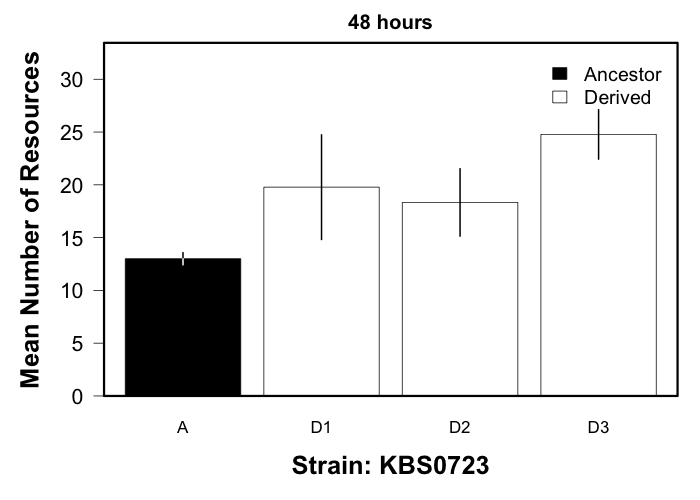 48 hours
Mean Number of Resources
30
25
20
15
10
5
0
Ancestor
Derived
A D1 D2 D3
Strain: KBS0723